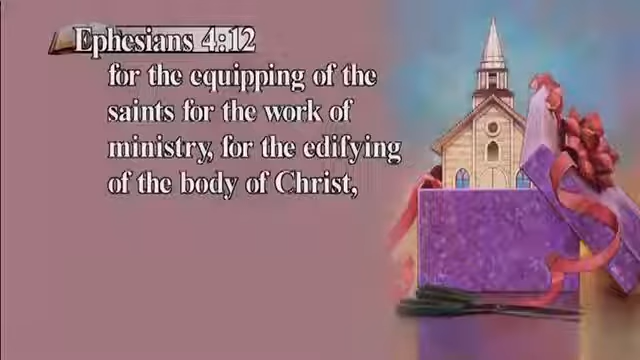 Ephesians 4:12
for the equipping of the
saints for the work of
ministry, for the edifying
of the body of Christ,